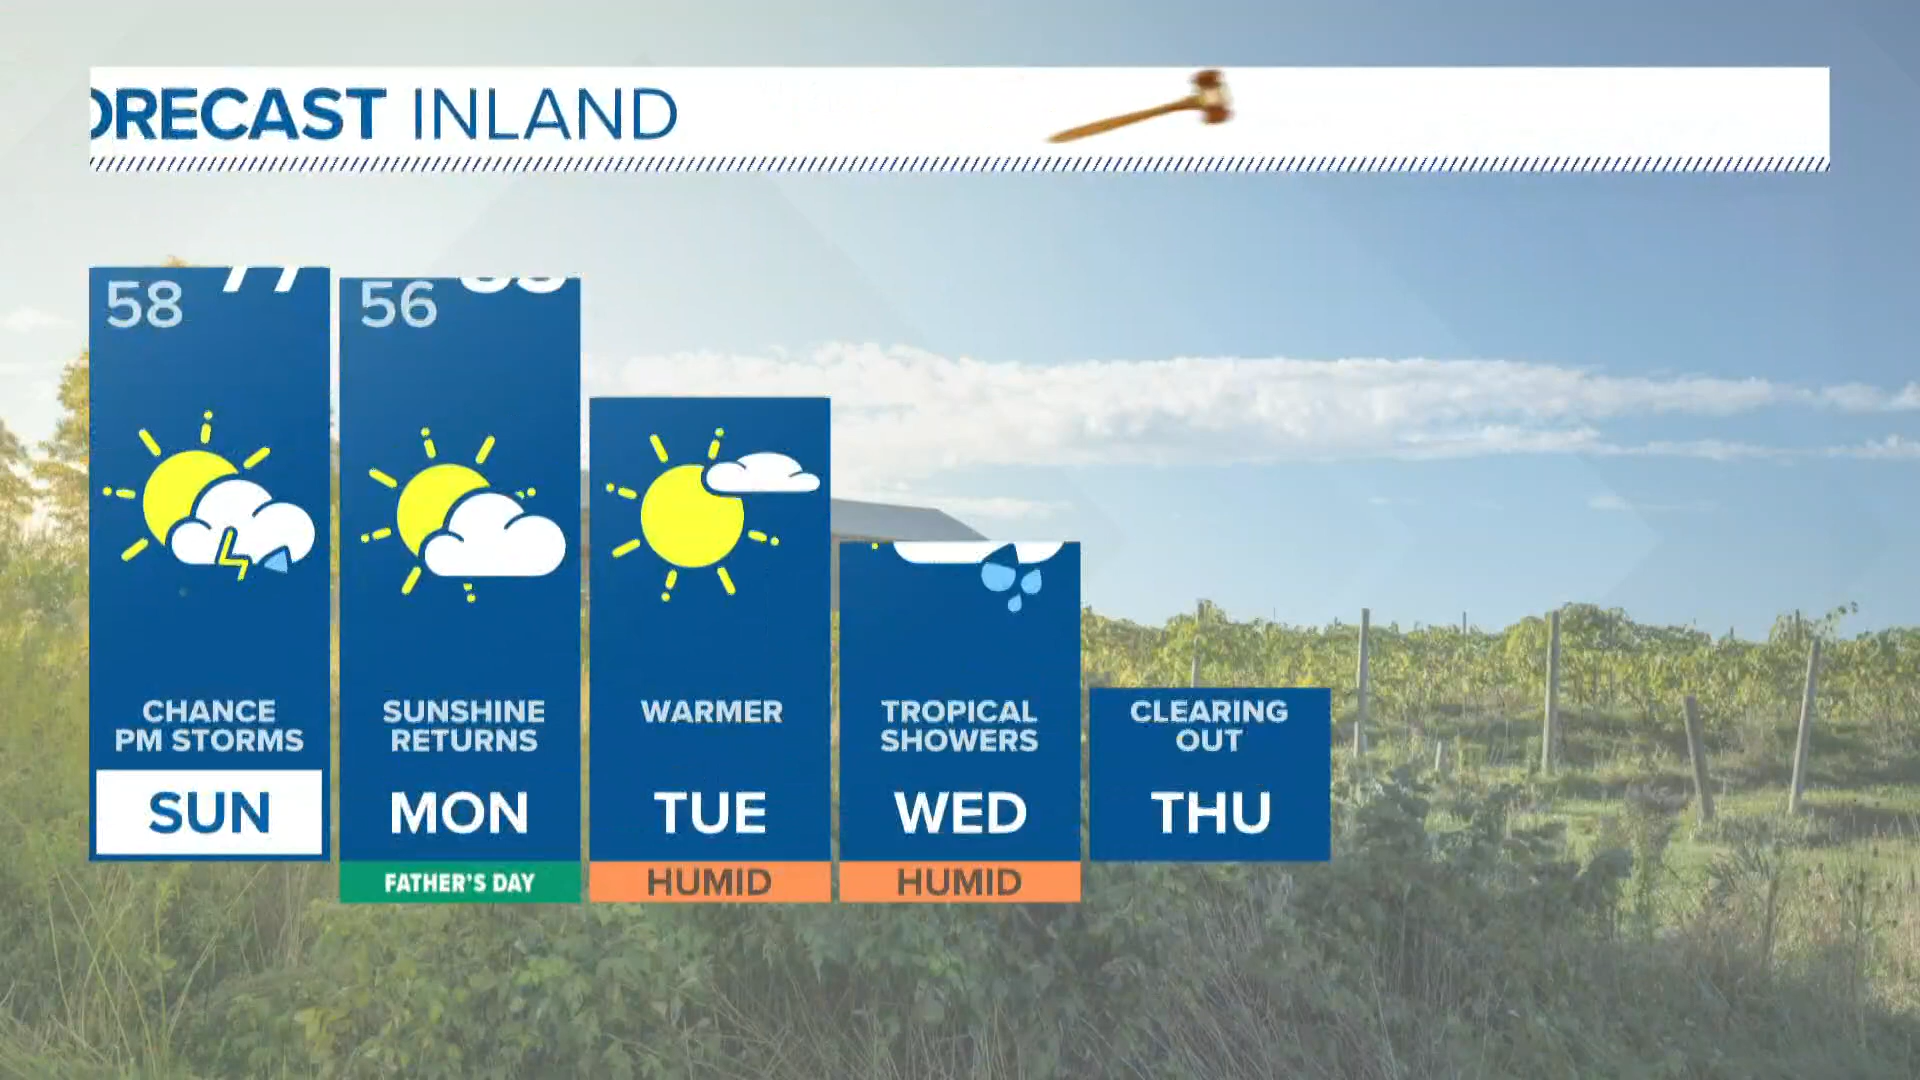 ORECAST INLAND
58
56
CHANCE
PM STORMS
SUN
SUNSHINE
RETURNS
MON
FATHER'S DAY
WARMER
TUE
HUMID
TROPICAL
SHOWERS
WED
HUMID
CLEARING
OUT
THU